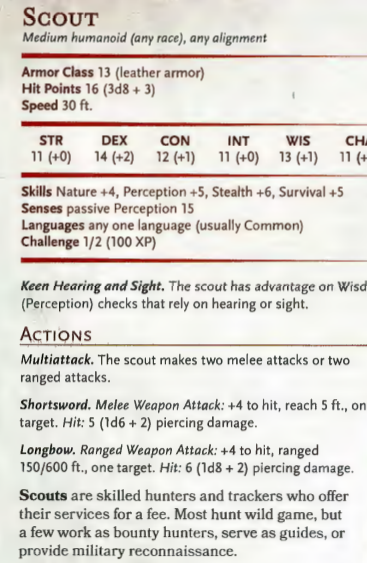 SCOUT
Medium humanoid (any race), any alignment
Armor Class 13 (leather armor)
Hit Points 16 (3d8 + 3)
Speed 30 ft.
STR DEX CON INT WIS CHA
11 (+0) 14 (+2) 12 (+1) 11 (+0) 13 (+1) 11 (+
Skills Nature +4, Perception +5, Stealth +6, Survival +5
Senses passive Perception 15
Languages any one language (usually Common)
Challenge 1/2 (100 XP)
Keen Hearing and Sight. The scout has advantage on Wisd
(Perception) checks that rely on hearing or sight.
ACTIONS
Multiattack. The scout makes two melee attacks or two
ranged attacks.
Shortsword. Melee Weapon Attack: +4 to hit, reach 5 ft., on
target. Hit: 5 (1d6 + 2) piercing damage.
Longbow. Ranged Weapon Attack: +4 to hit, ranged
150/600 ft., one target. Hit: 6 (1d8 + 2) piercing damage.
Scouts are skilled hunters and trackers who offer
their services for a fee. Most hunt wild game, but
a few work as bounty hunters, serve as guides, or
provide military reconnaissance.